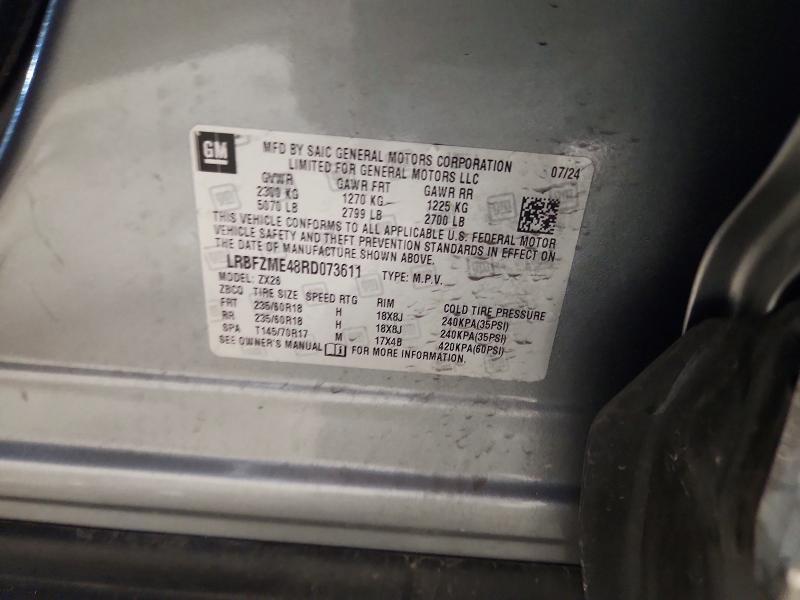 GM
MFD BY SAIC GENERAL MOTORS CORPORATION 07/24
LIMITED FOR GENERAL MOTORS LLC
GVWR GAWR FRT GAWR RR
2300 KG 1270 KG 1225 KG
5070 LB 2799 LB 2700 LB
THIS VEHICLE CONFORMS TO ALL APPLICABLE U.S. FEDERAL MOTOR
VEHICLE SAFETY AND THEFT PREVENTION STANDARDS IN EFFECT ON
THE DATE OF MANUFACTURE SHOWN ABOVE.
LRBFZME48RD073611 TYPE: M.P.V.
MODEL: ZX26
ZBCO TIRE SIZE SPEED RTG RIM COLD TIRE PRESSURE
FRT 235/60R18 H 18X8J 240KPA(35PSI)
RR 235/60R18 H 18X8J 240KPA(35PSI)
SPA T145/70R17 M 17X4B 420KPA(60PSI)
SEE OWNER'S MANUAL FOR MORE INFORMATION.